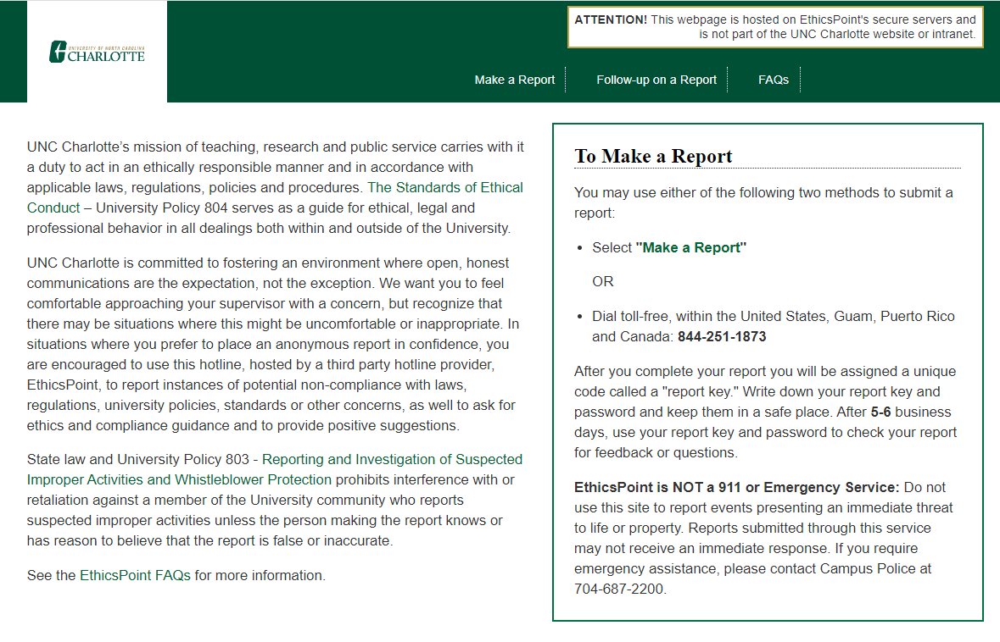 UNIVERSITY OF NORTH CAROLINA
CHARLOTTE
ATTENTION! This webpage is hosted on EthicsPoint's secure servers and
is not part of the UNC Charlotte website or intranet.
Make a Report
Follow-up on a Report
FAQs
UNC Charlotte’s mission of teaching, research and public service carries with it
a duty to act in an ethically responsible manner and in accordance with
applicable laws, regulations, policies and procedures. The Standards of Ethical
Conduct – University Policy 804 serves as a guide for ethical, legal and
professional behavior in all dealings both within and outside of the University.
UNC Charlotte is committed to fostering an environment where open, honest
communications are the expectation, not the exception. We want you to feel
comfortable approaching your supervisor with a concern, but recognize that
there may be situations where this might be uncomfortable or inappropriate. In
situations where you prefer to place an anonymous report in confidence, you
are encouraged to use this hotline, hosted by a third party hotline provider,
EthicsPoint, to report instances of potential non-compliance with laws,
regulations, university policies, standards or other concerns, as well to ask for
ethics and compliance guidance and to provide positive suggestions.
State law and University Policy 803 - Reporting and Investigation of Suspected
Improper Activities and Whistleblower Protection prohibits interference with or
retaliation against a member of the University community who reports
suspected improper activities unless the person making the report knows or
has reason to believe that the report is false or inaccurate.
See the EthicsPoint FAQs for more information.
To Make a Report
You may use either of the following two methods to submit a
report:
• Select "Make a Report"
OR
• Dial toll-free, within the United States, Guam, Puerto Rico
and Canada: 844-251-1873
After you complete your report you will be assigned a unique
code called a "report key." Write down your report key and
password and keep them in a safe place. After 5-6 business
days, use your report key and password to check your report
for feedback or questions.
EthicsPoint is NOT a 911 or Emergency Service: Do not
use this site to report events presenting an immediate threat
to life or property. Reports submitted through this service
may not receive an immediate response. If you require
emergency assistance, please contact Campus Police at
704-687-2200.